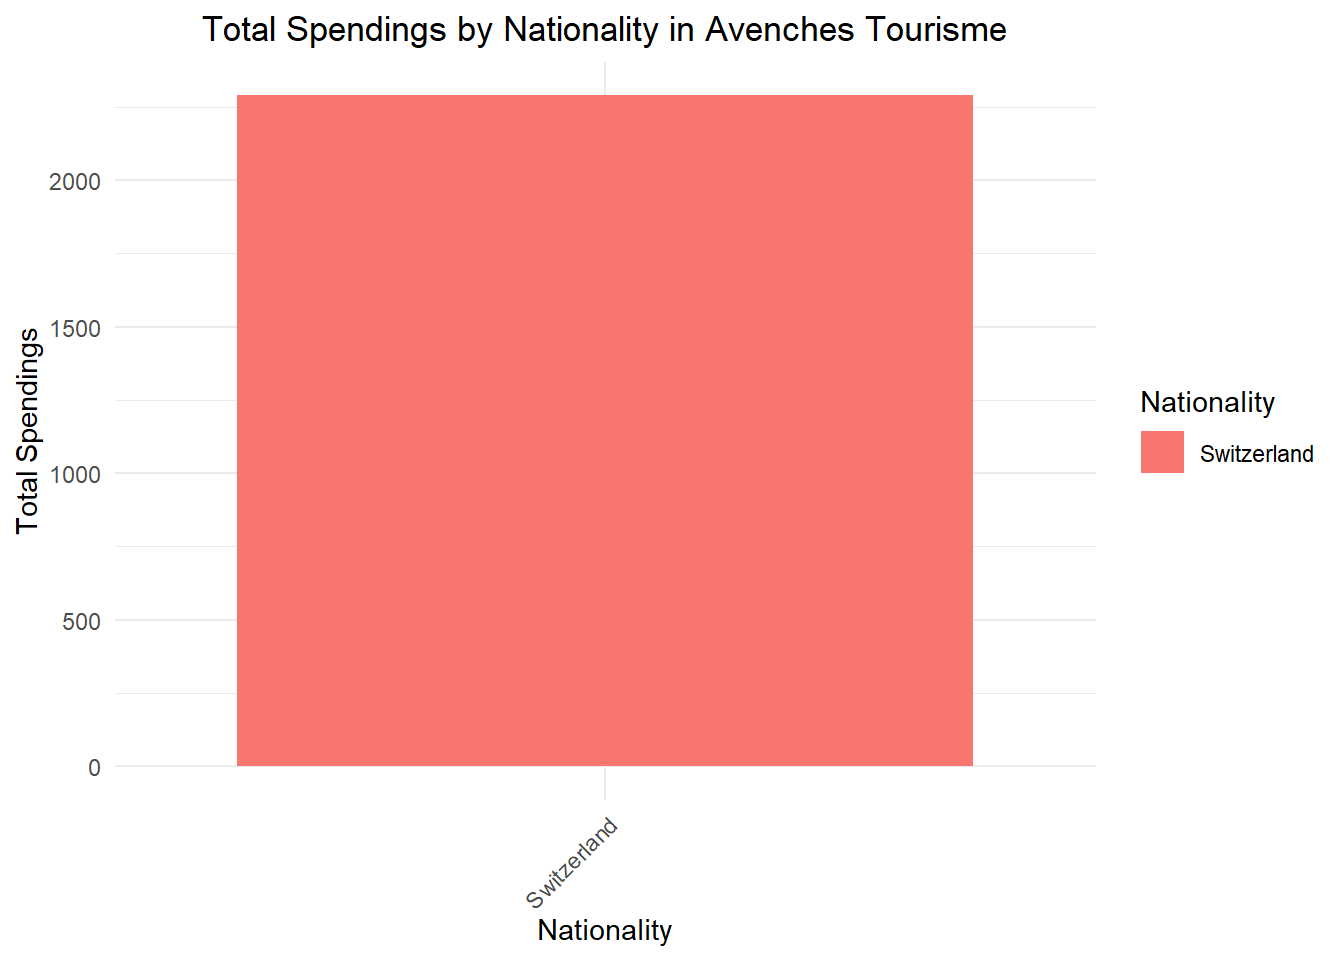 Total Spendings by Nationality in Avenches Tourisme
Total Spendings
2000
1500
1000
500
0
Switzerland
Nationality
Nationality
Switzerland